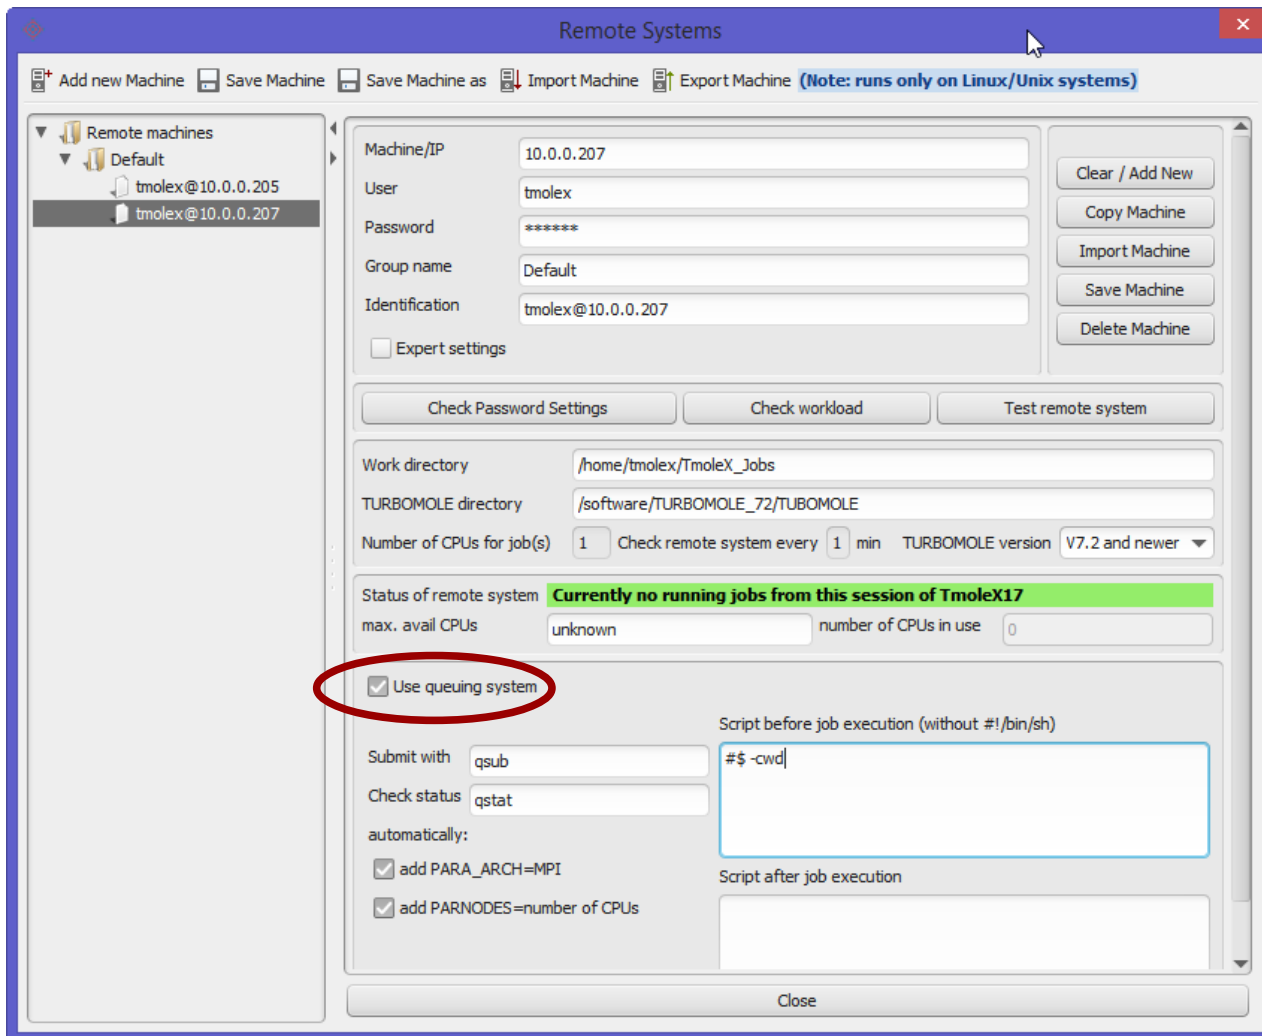 Remote Systems
Add new Machine Save Machine Save Machine as Import Machine Export Machine (Note: runs only on Linux/Unix systems)
Remote machines
Default
tmolex@10.0.0.205
tmolex@10.0.0.207
Machine/IP 10.0.0.207
User tmolex
Password ******
Group name Default
Identification tmolex@10.0.0.207
Expert settings
Clear / Add New
Copy Machine
Import Machine
Save Machine
Delete Machine
Check Password Settings Check workload Test remote system
Work directory /home/tmolex/TmoleX_Jobs
TURBOMOLE directory /software/TURBOMOLE_72/TUBOMOLE
Number of CPUs for job(s) 1 Check remote system every 1 min TURBOMOLE version V7.2 and newer
Status of remote system Currently no running jobs from this session of TmoleX17
max. avail CPUs unknown number of CPUs in use 0
Use queuing system
Submit with qsub
Check status qstat
automatically:
add PARA_ARCH=MPI
add PARNODES=number of CPUs
Script before job execution (without #!/bin/sh)
#$ -cwd
Script after job execution
Close